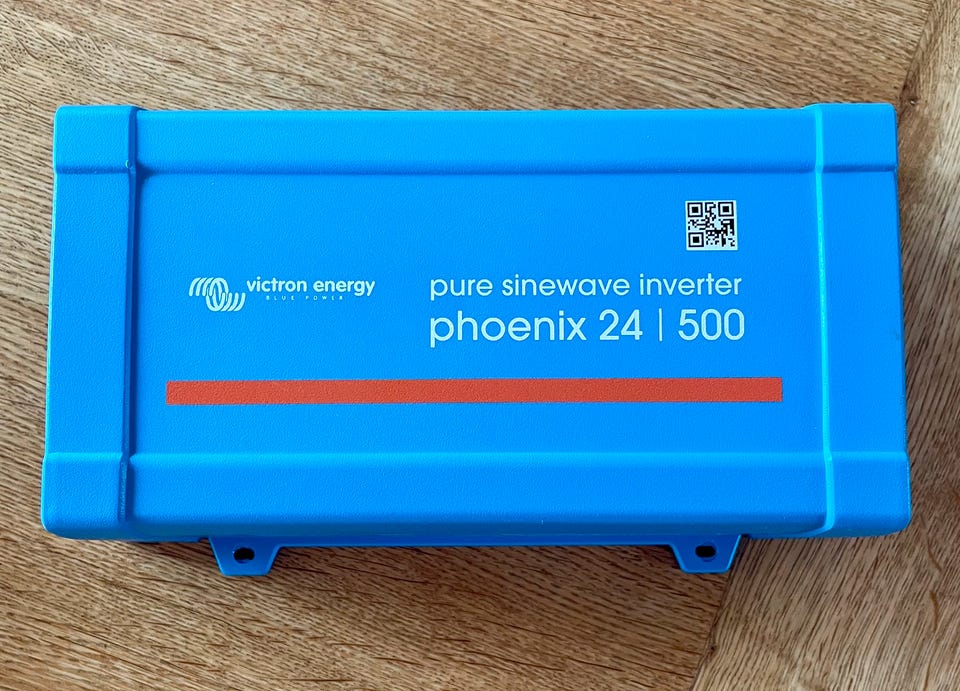 victron energy
BLUE POWER
pure sinewave inverter
phoenix 24 | 500